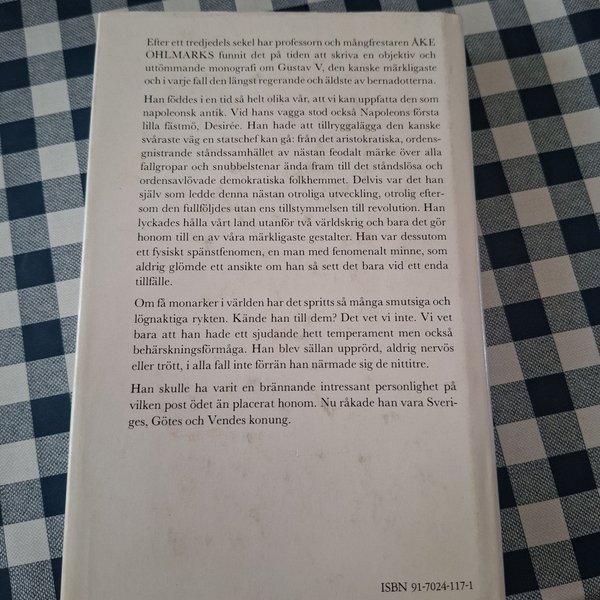 Efter ett tredjedels sekel har professorn och mångfrestaren ÅKE
OHLMARKS funnit det på tiden att skriva en objektiv och
uttömmande monografi om Gustav V, den kanske märkligaste
och i varje fall den längst regerande och äldste av bernadotterna.
Han föddes i en tid så helt olika vår, att vi kan uppfatta den som
napoleonsk antik. Vid hans vagga stod också Napoleons första
lilla fästmö, Desirée. Han hade att tillryggalägga den kanske
svåraste väg en statschef kan gå: från det aristokratiska, ordens-
gnistrande ståndssamhället av nästan feodalt märke över alla
fallgropar och snubbelstenar ända fram till det ståndslösa och
ordensavlövade demokratiska folkhemmet. Delvis var det han
själv som ledde denna nästan otroliga utveckling, otrolig efter-
som den fullföljdes utan ens tillstymmelsen till revolution. Han
lyckades hålla vårt land utanför två världskrig och bara det gör
honom till en av våra märkligaste gestalter. Han var dessutom
ett fysiskt spänstfenomen, en man med fenomenalt minne, som
aldrig glömde ett ansikte om han så sett det bara vid ett enda
tillfälle.
Om få monarker i världen har det spritts så många smutsiga och
lögnaktiga rykten. Kände han till dem? Det vet vi inte. Vi vet
bara att han hade ett sjudande hett temperament men också
behärskningsförmåga. Han blev sällan upprörd, aldrig nervös
eller trött, i alla fall inte förrän han närmade sig de nittitre.
Han skulle ha varit en brännande intressant personlighet på
vilken post ödet än placerat honom. Nu råkade han vara Sveri-
ges, Götes och Vendes konung.
ISBN 91-7024-117-1